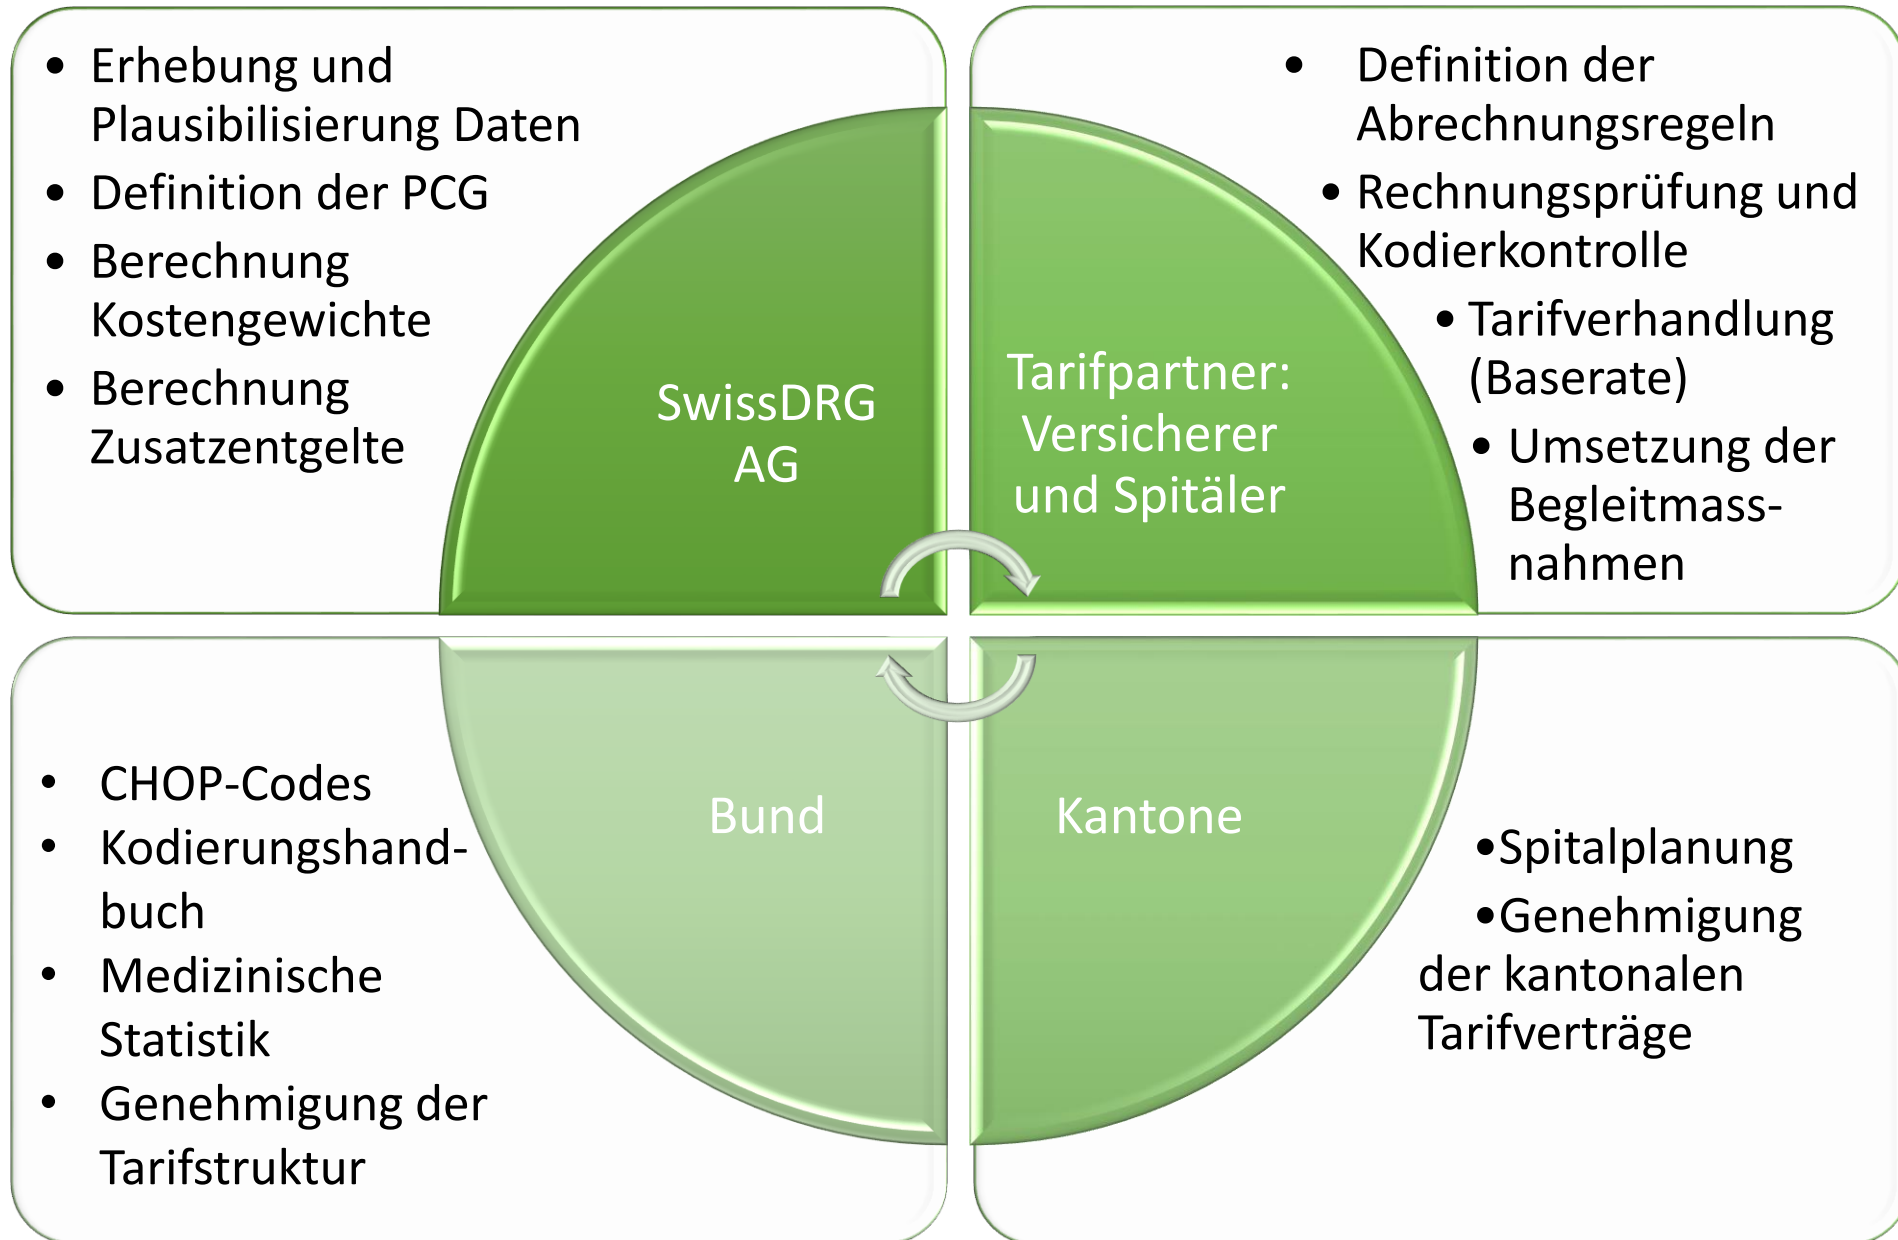 • Erhebung und
Plausibilisierung Daten
• Definition der PCG
• Berechnung
Kostengewichte
• Berechnung
Zusatzentgelte
SwissDRG
AG
• Definition der
Abrechnungsregeln
• Rechnungsprüfung und
Kodierkontrolle
• Tarifverhandlung
(Baserate)
• Umsetzung der
Begleitmass-
nahmen
Tarifpartner:
Versicherer
und Spitäler
• CHOP-Codes
• Kodierungshand-
buch
• Medizinische
Statistik
• Genehmigung der
Tarifstruktur
Bund
Kantone
•Spitalplanung
•Genehmigung
der kantonalen
Tarifverträge